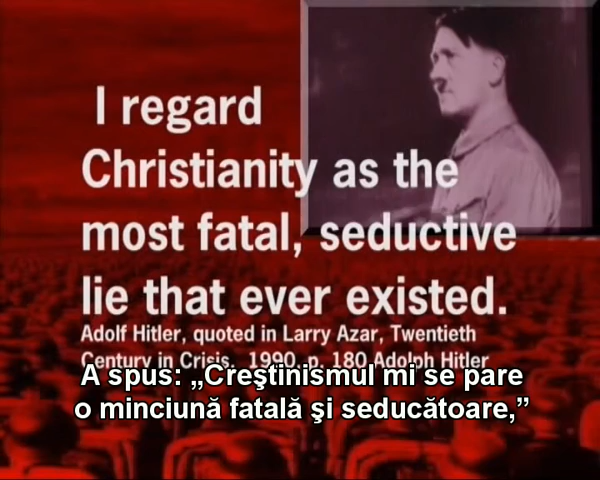 I regard
Christianity as the
most fatal, seductive
lie that ever existed.
Adolf Hitler, quoted in Larry Azar, Twentieth
Century in Crisis, 1990, p. 180 Adolph Hitler
A spus: „Creştinismul mi se pare
o minciună fatală şi seducătoare,”